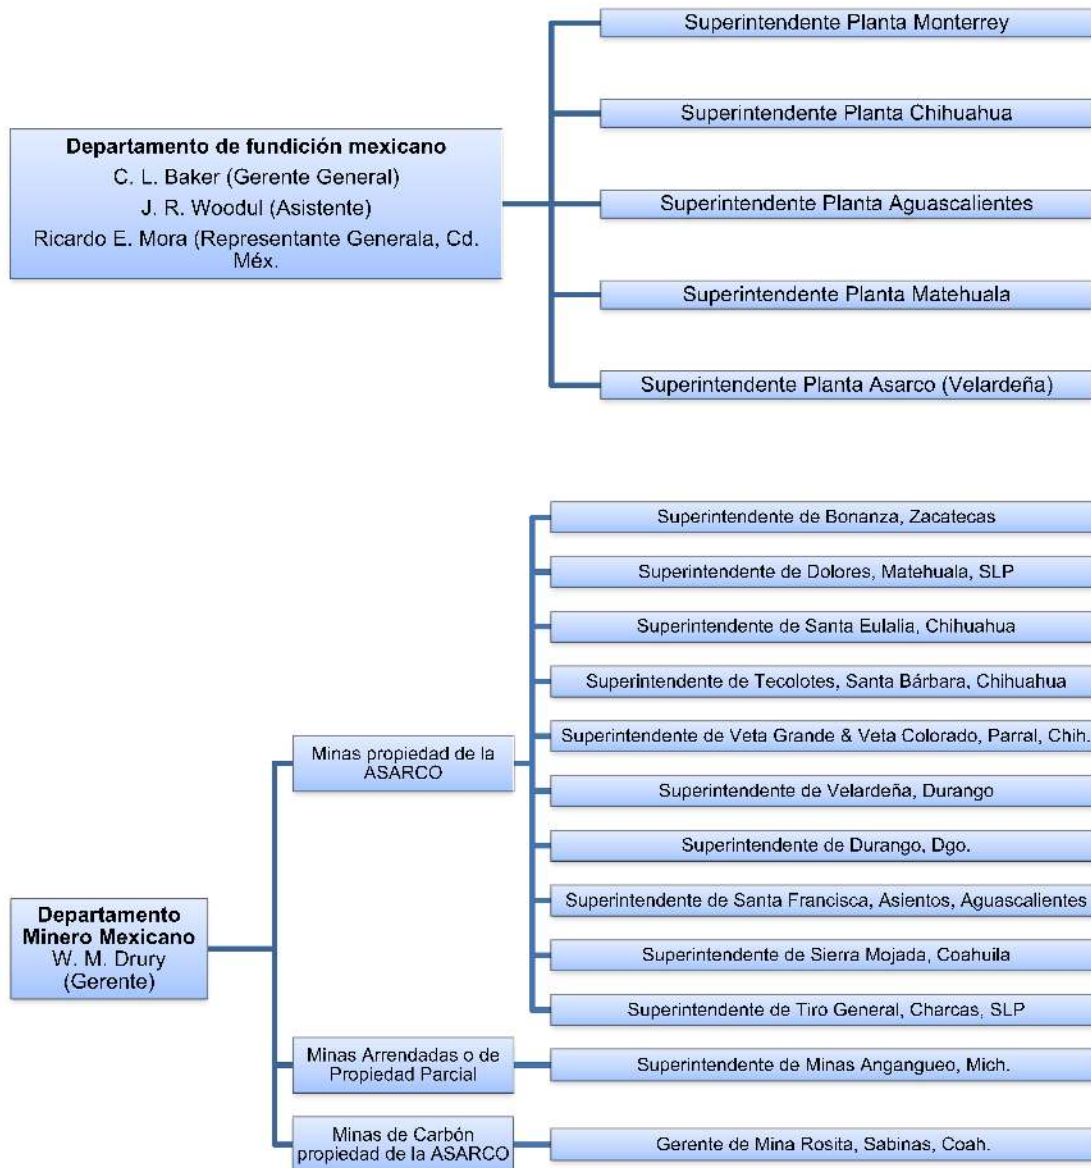 Departamento de fundición mexicano
C. L. Baker (Gerente General)
J. R. Woodul (Asistente)
Ricardo E. Mora (Representante Generala, Cd.
Méx.
Superintendente Planta Monterrey
Superintendente Planta Chihuahua
Superintendente Planta Aguascalientes
Superintendente Planta Matehuala
Superintendente Planta Asarco (Velardeña)
Departamento
Minero Mexicano
W. M. Drury
(Gerente)
Minas propiedad de la
ASARCO
Superintendente de Bonanza, Zacatecas
Superintendente de Dolores, Matehuala, SLP
Superintendente de Santa Eulalia, Chihuahua
Superintendente de Tecolotes, Santa Bárbara, Chihuahua
Superintendente de Veta Grande & Veta Colorado, Parral, Chih.
Superintendente de Velardeña, Durango
Superintendente de Durango, Dgo.
Superintendente de Santa Francisca, Asientos, Aguascalientes
Superintendente de Sierra Mojada, Coahuila
Superintendente de Tiro General, Charcas, SLP
Minas Arrendadas o de
Propiedad Parcial
Superintendente de Minas Angangueo, Mich.
Minas de Carbón
propiedad de la ASARCO
Gerente de Mina Rosita, Sabinas, Coah.